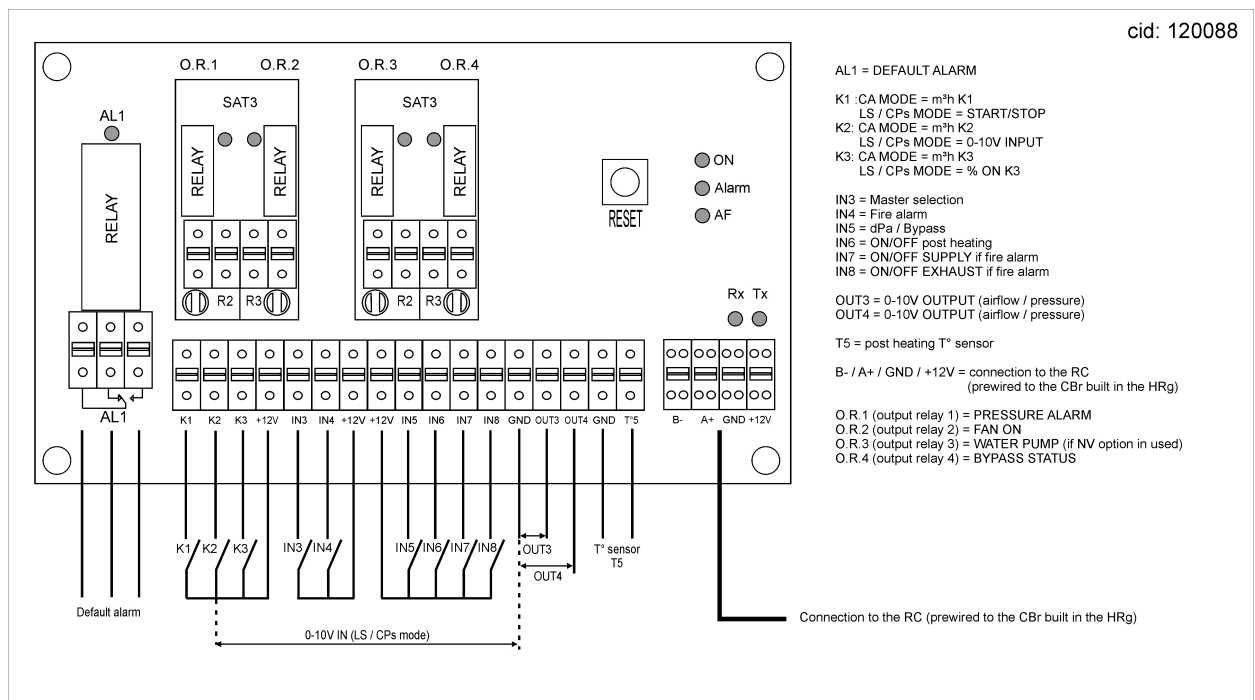 cid: 120088
O.R.1 O.R.2 O.R.3 O.R.4
SAT3 SAT3
AL1
RELAY
RELAY RELAY RELAY RELAY
ON
Alarm
AF
RESET
R2 R3 R2 R3
Rx Tx
AL1
K1 K2 K3 +12V IN3 IN4 +12V +12V IN5 IN6 IN7 IN8 GND OUT3 OUT4 GND T°5 B- A+ GND +12V
K1 K2 K3 IN3 IN4 IN5 IN6 IN7 IN8
OUT3
OUT4
T° sensor
T5
Default alarm
0-10V IN (LS / CPs mode)
Connection to the RC (prewired to the CBr built in the HRg)
AL1 = DEFAULT ALARM
K1 :CA MODE = m³h K1
LS / CPs MODE = START/STOP
K2: CA MODE = m³h K2
LS / CPs MODE = 0-10V INPUT
K3: CA MODE = m³h K3
LS / CPs MODE = % ON K3
IN3 = Master selection
IN4 = Fire alarm
IN5 = dPa / Bypass
IN6 = ON/OFF post heating
IN7 = ON/OFF SUPPLY if fire alarm
IN8 = ON/OFF EXHAUST if fire alarm
OUT3 = 0-10V OUTPUT (airflow / pressure)
OUT4 = 0-10V OUTPUT (airflow / pressure)
T5 = post heating T° sensor
B- / A+ / GND / +12V = connection to the RC
(prewired to the CBr built in the HRg)
O.R.1 (output relay 1) = PRESSURE ALARM
O.R.2 (output relay 2) = FAN ON
O.R.3 (output relay 3) = WATER PUMP (if NV option in used)
O.R.4 (output relay 4) = BYPASS STATUS